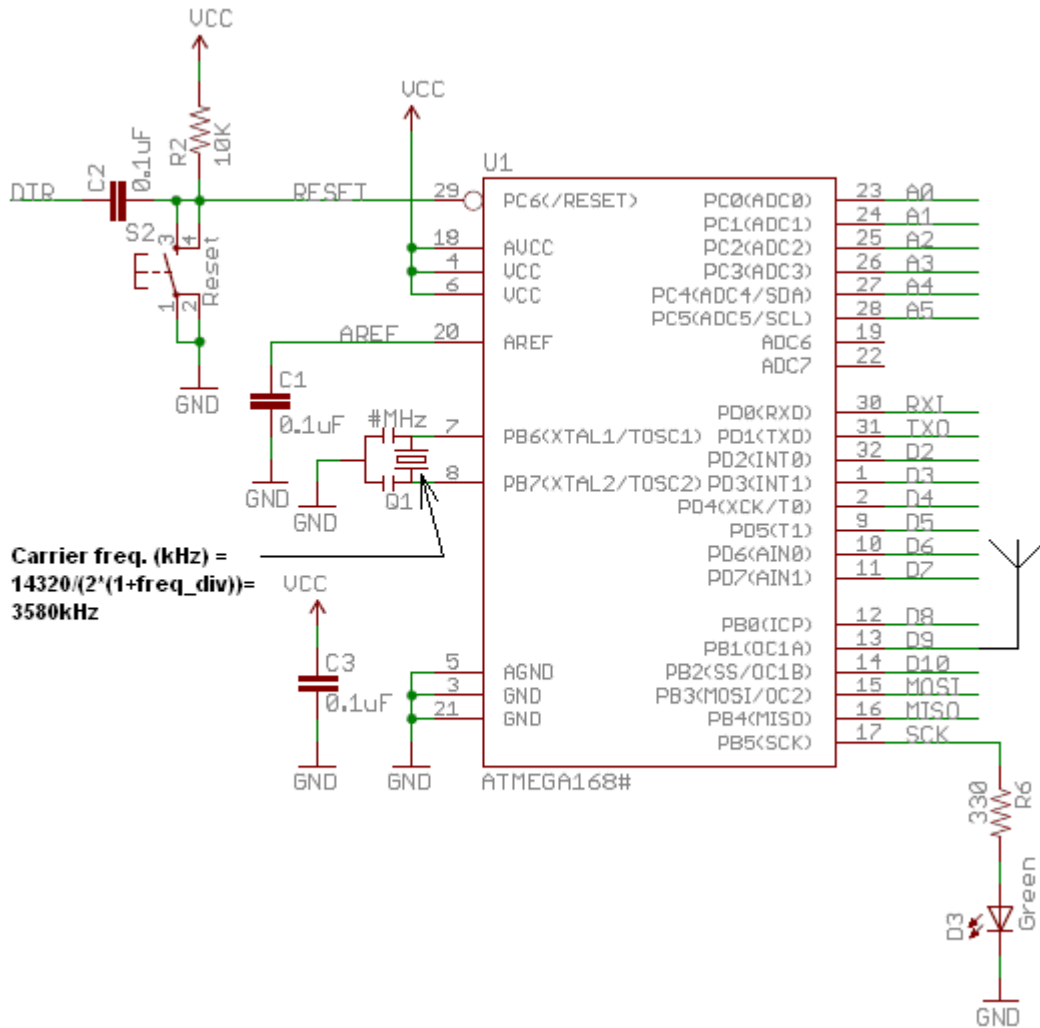 VCC
R2
10K
C2
0.1uF
DTR
RESET
S2
3
4
1
2
Reset
GND
VCC
U1
29 PC6(/RESET)
18 AVCC
4 VCC
6 VCC
AREF 20 AREF
C1
0.1uF
GND
#MHz
7 PB6(XTAL1/TOSC1)
8 PB7(XTAL2/TOSC2)
Q1
GND
Carrier freq. (kHz) =
14320/(2*(1+freq_div))=
3580kHz
VCC
C3
0.1uF
GND
5 AGND
3 GND
21 GND
GND
ATMEGA168#
PC0(ADC0) 23 A0
PC1(ADC1) 24 A1
PC2(ADC2) 25 A2
PC3(ADC3) 26 A3
PC4(ADC4/SDA) 27 A4
PC5(ADC5/SCL) 28 A5
ADC6 19
ADC7 22
PD0(RXD) 30 RXI
PD1(TXD) 31 TXO
PD2(INT0) 32 D2
PD3(INT1) 1 D3
PD4(XCK/T0) 2 D4
PD5(T1) 9 D5
PD6(AIN0) 10 D6
PD7(AIN1) 11 D7
PB0(ICP) 12 D8
PB1(OC1A) 13 D9
PB2(SS/OC1B) 14 D10
PB3(MOSI/OC2) 15 MOSI
PB4(MISO) 16 MISO
PB5(SCK) 17 SCK
330
R6
D3
Green
GND